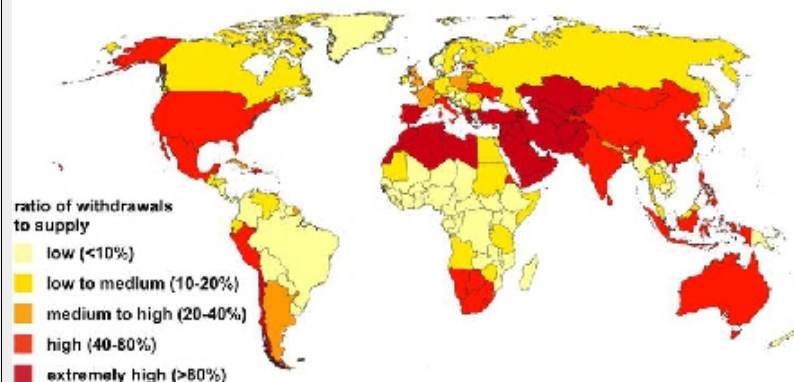 ratio of withdrawals
to supply
low (<10%)
low to medium (10-20%)
medium to high (20-40%)
high (40-80%)
extremely high (>80%)